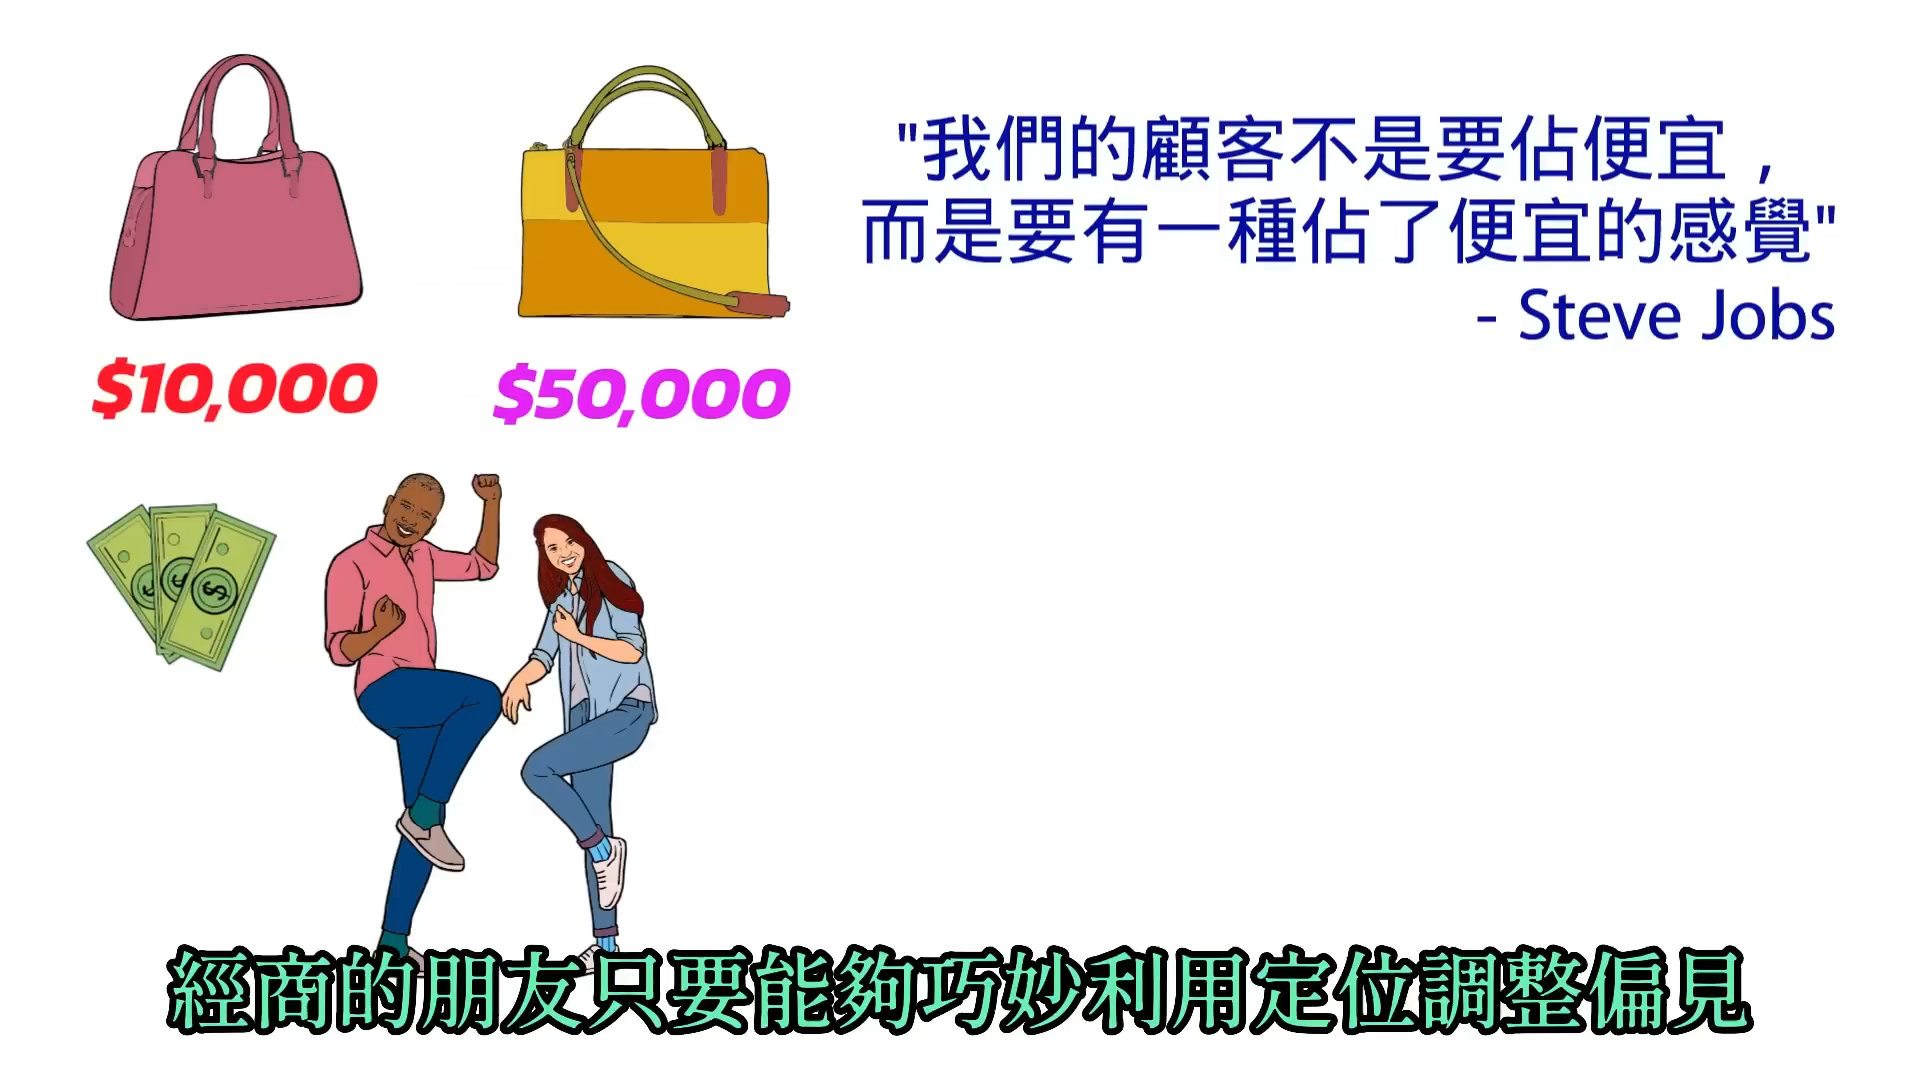 "我們的顧客不是要佔便宜，
而是要有一種佔了便宜的感覺"
- Steve Jobs
$10,000
$50,000
經商的朋友只要能夠巧妙利用定位調整偏見